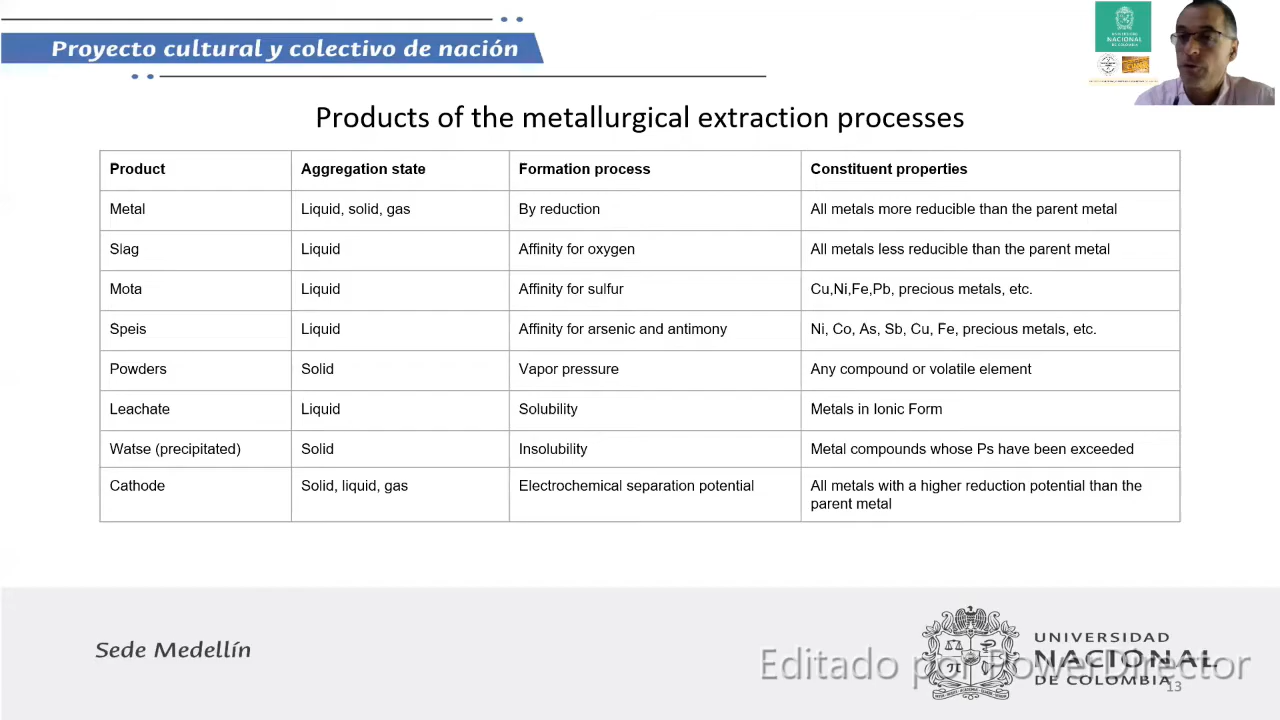 Proyecto cultural y colectivo de nación
UNIVERSIDAD
NACIONAL
DE COLOMBIA
Products of the metallurgical extraction processes
Product Aggregation state Formation process Constituent properties
Metal Liquid, solid, gas By reduction All metals more reducible than the parent metal
Slag Liquid Affinity for oxygen All metals less reducible than the parent metal
Mota Liquid Affinity for sulfur Cu,Ni,Fe,Pb, precious metals, etc.
Speis Liquid Affinity for arsenic and antimony Ni, Co, As, Sb, Cu, Fe, precious metals, etc.
Powders Solid Vapor pressure Any compound or volatile element
Leachate Liquid Solubility Metals in Ionic Form
Watse (precipitated) Solid Insolubility Metal compounds whose Ps have been exceeded
Cathode Solid, liquid, gas Electrochemical separation potential All metals with a higher reduction potential than the
parent metal
Sede Medellín
UNIVERSIDAD
NACIONAL
DE COLOMBIA
Editado por PowerDirector
13